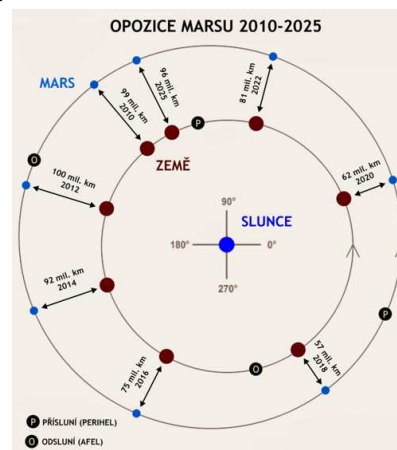 OPOZICE MARSU 2010-2025
MARS
96 mil. km
2025
99 mil. km
2010
81 mil. km
2022
P
O
ZEMĚ
100 mil. km
2012
62 mil. km
2020
90°
SLUNCE
180°
0°
270°
92 mil. km
2014
P
57 mil. km
2018
75 mil. km
2016
O
P PŘÍSLUNÍ (PERIHEL)
O ODSLUNÍ (AFEL)